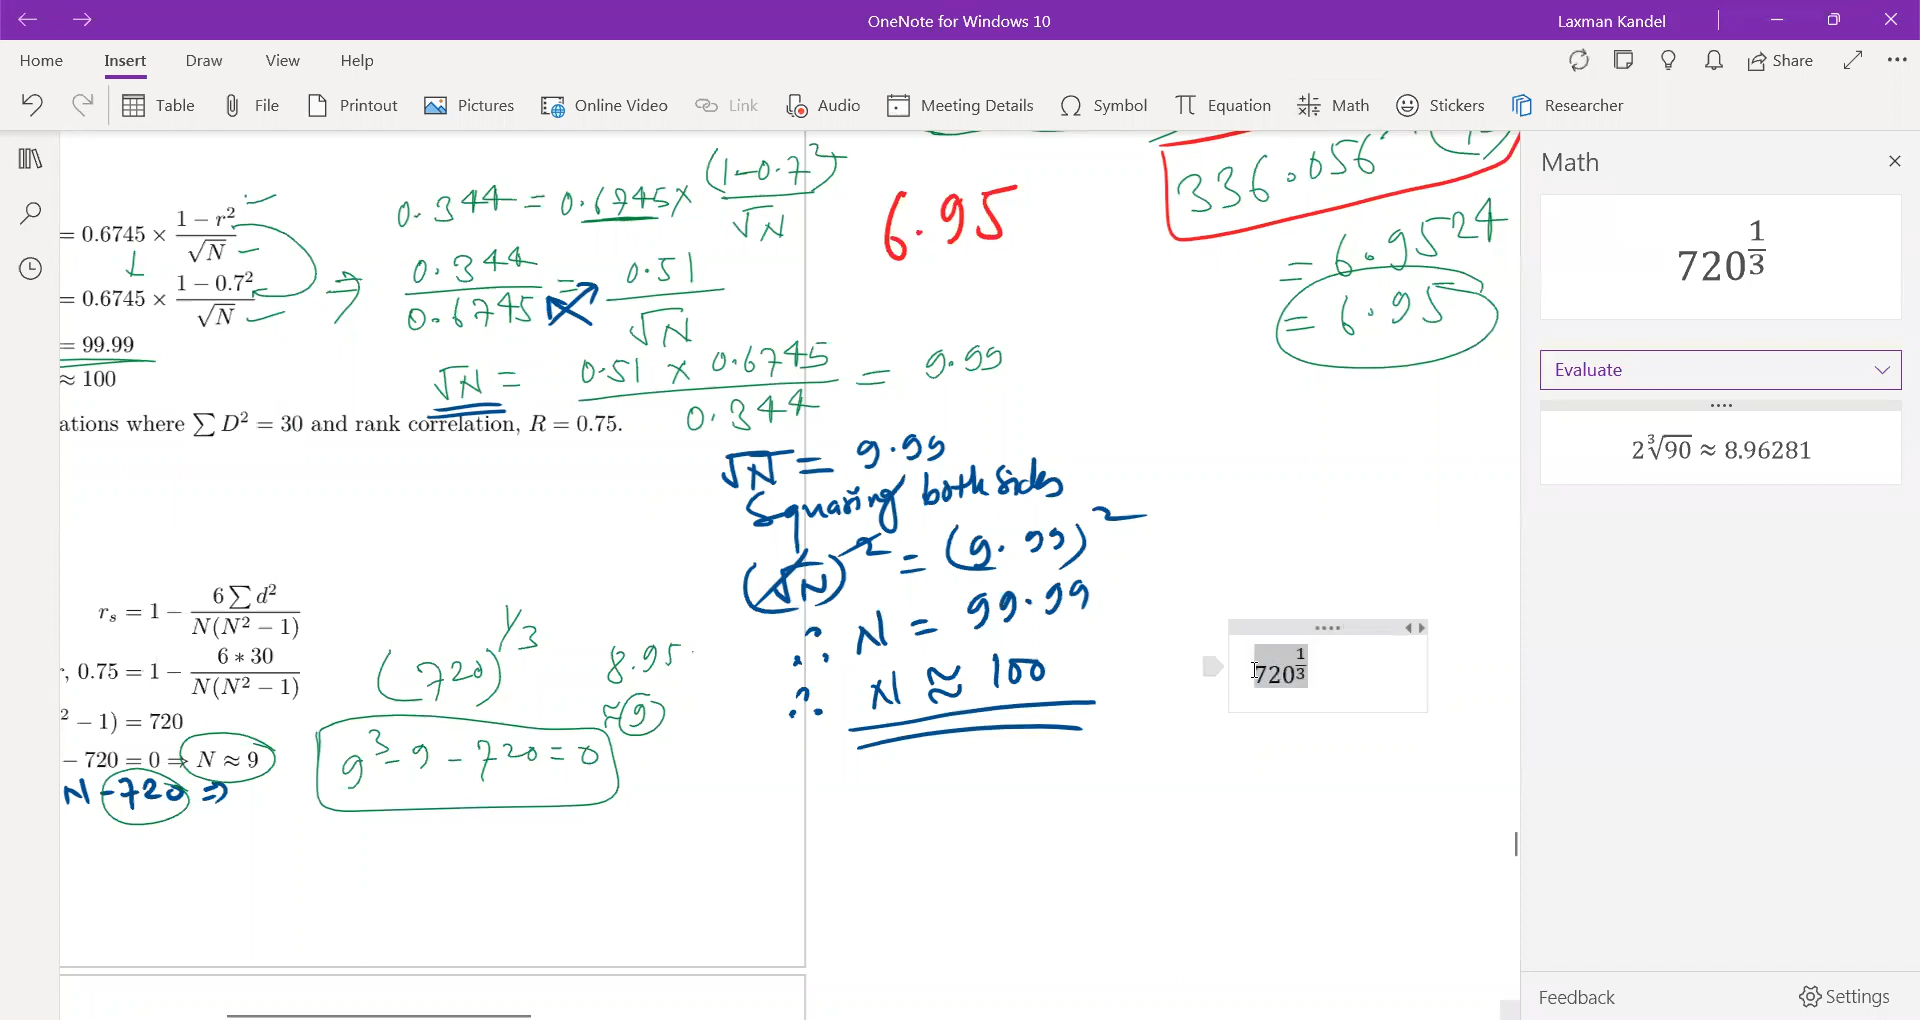 OneNote for Windows 10
Laxman Kandel
Home Insert Draw View Help
Share
Table File Printout Pictures Online Video Link Audio Meeting Details Symbol Equation Math Stickers Researcher
= 0.6745 × 1 − r² / √N
= 0.6745 × 1 − 0.7² / √N
= 99.99
≈ 100
ations where ∑ D² = 30 and rank correlation, R = 0.75.
r_s = 1 − 6 ∑ d² / N(N² − 1)
, 0.75 = 1 − 6 * 30 / N(N² − 1)
² − 1) = 720
− 720 = 0 ⇒ N ≈ 9
N - 720 ⇒
0.344 = 0.6745 × (1-0.7²) / √N
⇒ 0.344 / 0.6745 = 0.51 / √N
√N = 0.51 × 0.6745 / 0.344 = 9.99
√N = 9.99
Squaring both sides
(√N)² = (9.99)²
∴ N = 99.99
∴ N ≈ 100
(720)^1/3
8.95
≈ 9
9³ - 9 - 720 = 0
6.95
336.056
= 6.9524
= 6.95
720^1/3
Math
720^1/3
Evaluate
2∛90 ≈ 8.96281
Feedback Settings